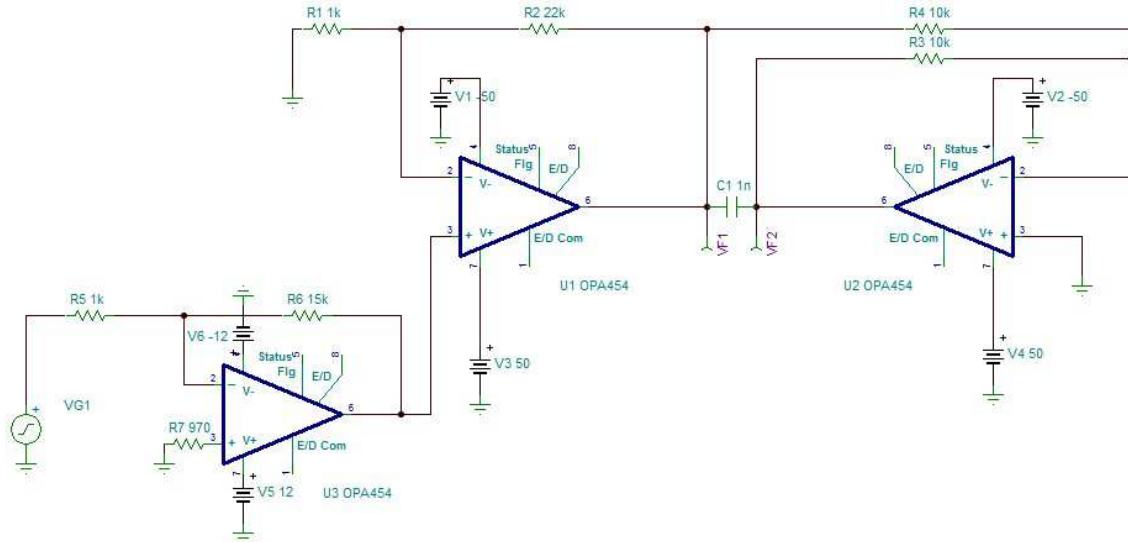 R1 1k
R2 22k
R4 10k
R3 10k
V1 -50
V2 -50
4
Status
Flg
5
E/D
8
2
−
V-
C1 1n
6
3
+
V+
E/D Com
1
7
VF1
VF2
U1 OPA454
8
5
Status
Flg
E/D
4
V-
−
2
6
E/D Com
V+
+
3
1
7
U2 OPA454
R5 1k
R6 15k
V6 -12
Status
Flg
5
E/D
8
2
−
V-
6
VG1
R7 970
3
+
V+
E/D Com
1
7
V3 50
V4 50
V5 12
U3 OPA454